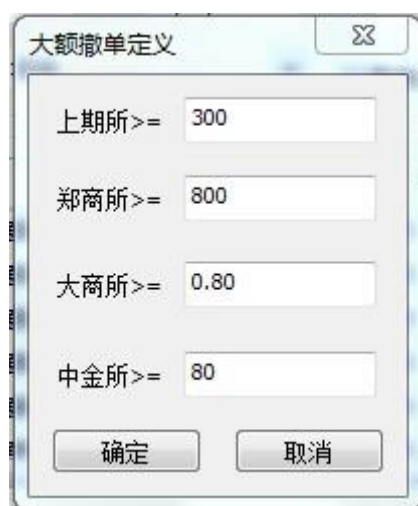 大额撤单定义
上期所>= 300
郑商所>= 800
大商所>= 0.80
中金所>= 80
确定 取消